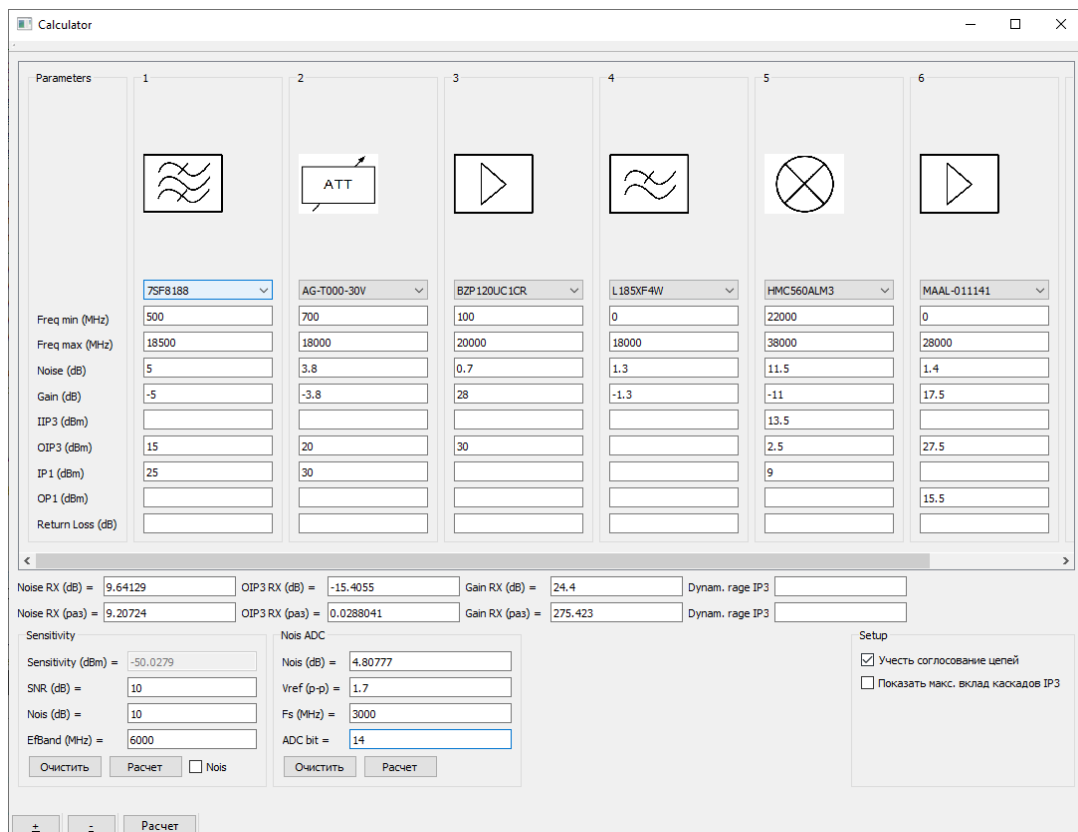 Calculator
Parameters 1 2 3 4 5 6
ATT
7SF8188 AG-T000-30V BZP120UC1CR L185XF4W HMC560ALM3 MAAL-011141
Freq min (MHz) 500 700 100 0 22000 0
Freq max (MHz) 18500 18000 20000 18000 38000 28000
Noise (dB) 5 3.8 0.7 1.3 11.5 1.4
Gain (dB) -5 -3.8 28 -1.3 -11 17.5
IIP3 (dBm) 13.5
OIP3 (dBm) 15 20 30 2.5 27.5
IP1 (dBm) 25 30 9
OP1 (dBm) 15.5
Return Loss (dB)
Noise RX (dB) = 9.64129 OIP3 RX (dB) = -15.4055 Gain RX (dB) = 24.4 Dynam. rage IP3
Noise RX (раз) = 9.20724 OIP3 RX (раз) = 0.0288041 Gain RX (раз) = 275.423 Dynam. rage IP3
Sensitivity Nois ADC Setup
Sensitivity (dBm) = -50.0279 Nois (dB) = 4.80777 Учесть соглосование цепей
SNR (dB) = 10 Vref (p-p) = 1.7 Показать макс. вклад каскадов IP3
Nois (dB) = 10 Fs (MHz) = 3000
EfBand (MHz) = 6000 ADC bit = 14
Очистить Расчет Nois Очистить Расчет
+ - Расчет